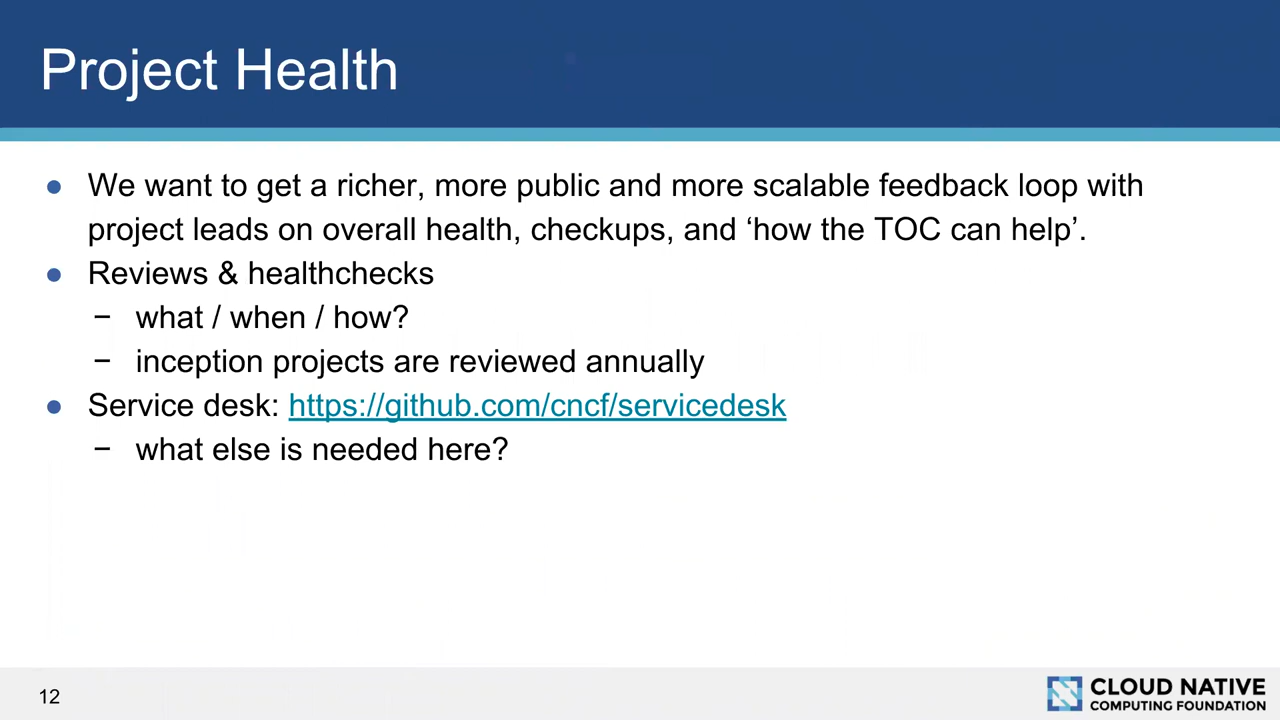 Project Health
● We want to get a richer, more public and more scalable feedback loop with
project leads on overall health, checkups, and ‘how the TOC can help’.
● Reviews & healthchecks
− what / when / how?
− inception projects are reviewed annually
● Service desk: https://github.com/cncf/servicedesk
− what else is needed here?
12
CLOUD NATIVE
COMPUTING FOUNDATION